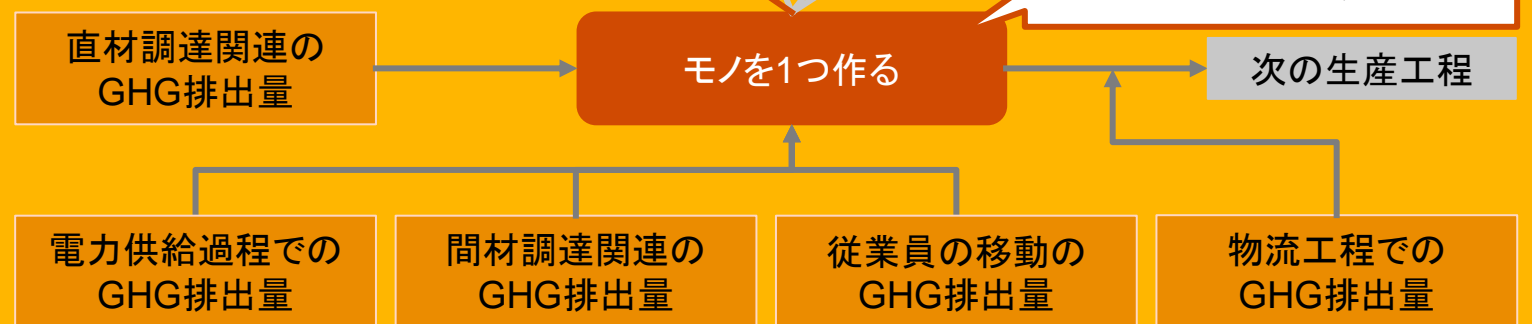 直材調達関連の
GHG排出量
モノを1つ作る
次の生産工程
電力供給過程での
GHG排出量
間材調達関連の
GHG排出量
従業員の移動の
GHG排出量
物流工程での
GHG排出量